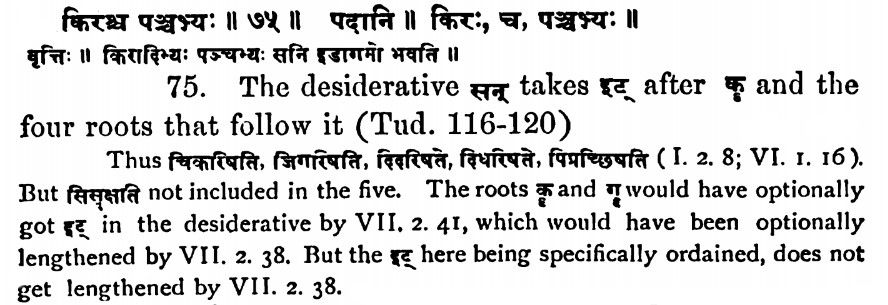 किरश्च पञ्चभ्यः ॥ ७५ ॥ पदानि ॥ किरः, च, पञ्चभ्यः ॥
वृत्तिः ॥ किरादिभ्यः पञ्चभ्यः सनि इडागमो भवति ॥
75. The desiderative सन् takes इट् after कॄ and the
four roots that follow it (Tud. 116-120)
Thus चिकरिषति, जिगरिषति, दिदरिषते, दिधरिषते, पिप्रच्छिषति ( I. 2. 8; VI. 1. 16 ).
But सिसृक्षति not included in the five. The roots कॄ and गॄ would have optionally
got इट् in the desiderative by VII. 2. 41, which would have been optionally
lengthened by VII. 2. 38. But the इट् here being specifically ordained, does not
get lengthened by VII. 2. 38.